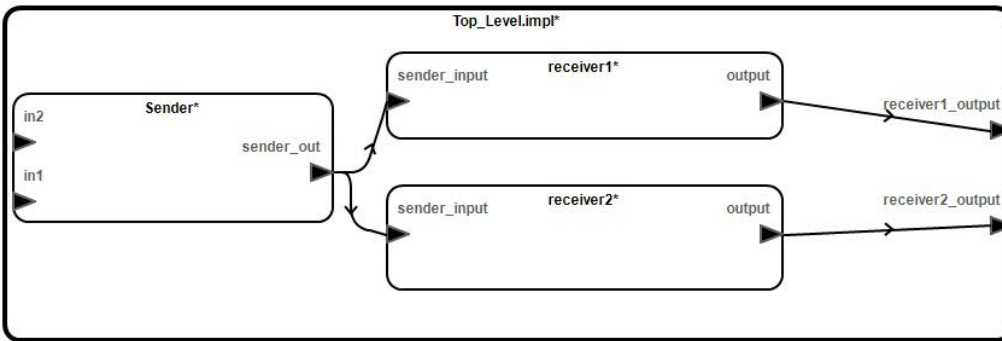 Top_Level.impl*
Sender*
in2
in1
sender_out
receiver1*
sender_input
output
receiver1_output
receiver2*
sender_input
output
receiver2_output